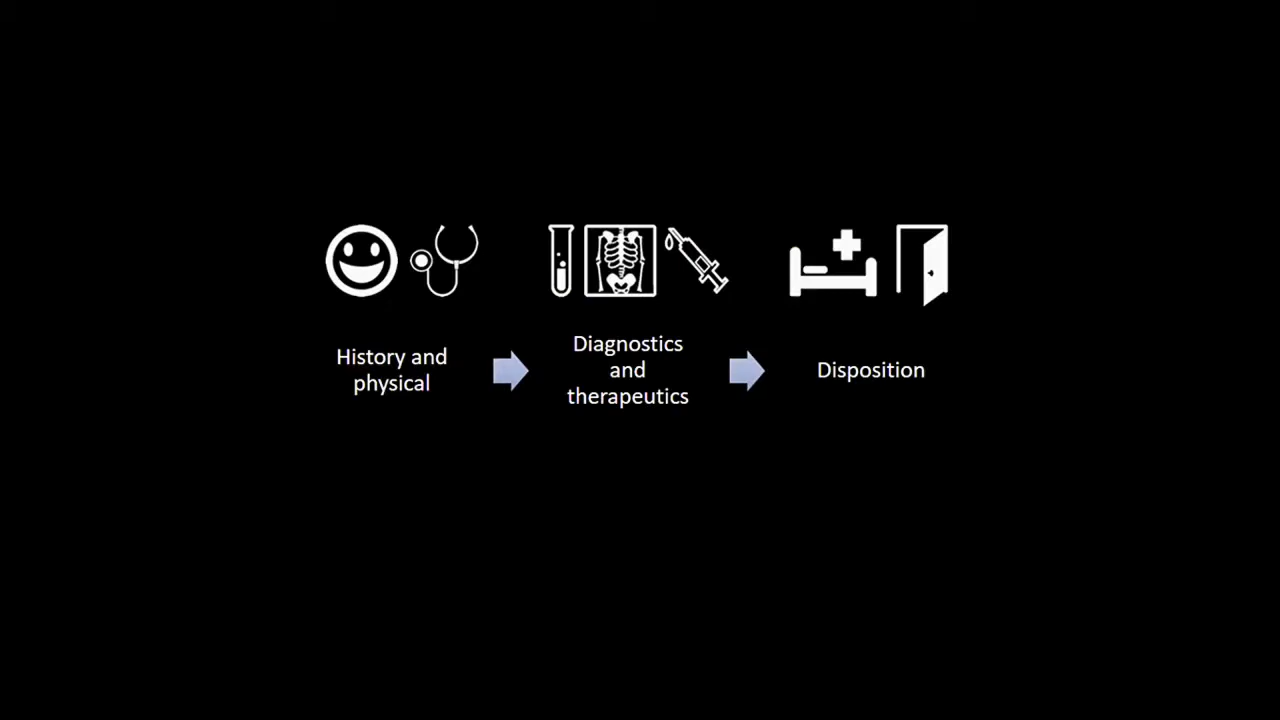 History and
physical
Diagnostics
and
therapeutics
Disposition